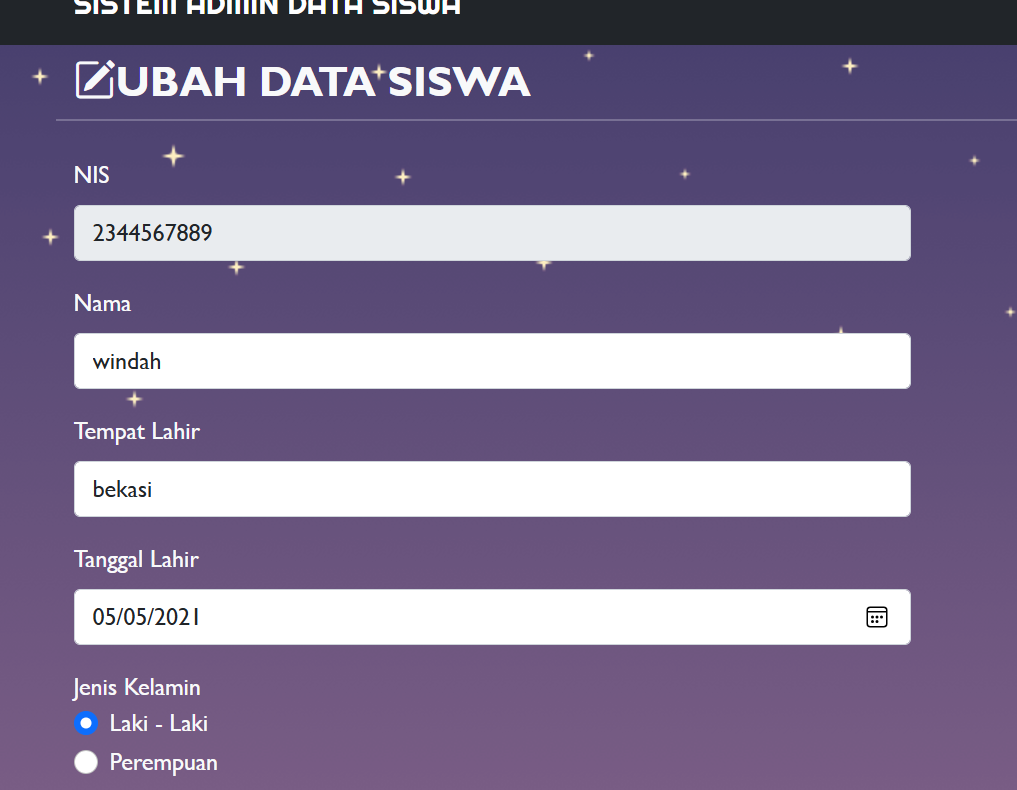 SISTEM ADMIN DATA SISWA
UBAH DATA SISWA
NIS
2344567889
Nama
windah
Tempat Lahir
bekasi
Tanggal Lahir
05/05/2021
Jenis Kelamin
Laki - Laki
Perempuan